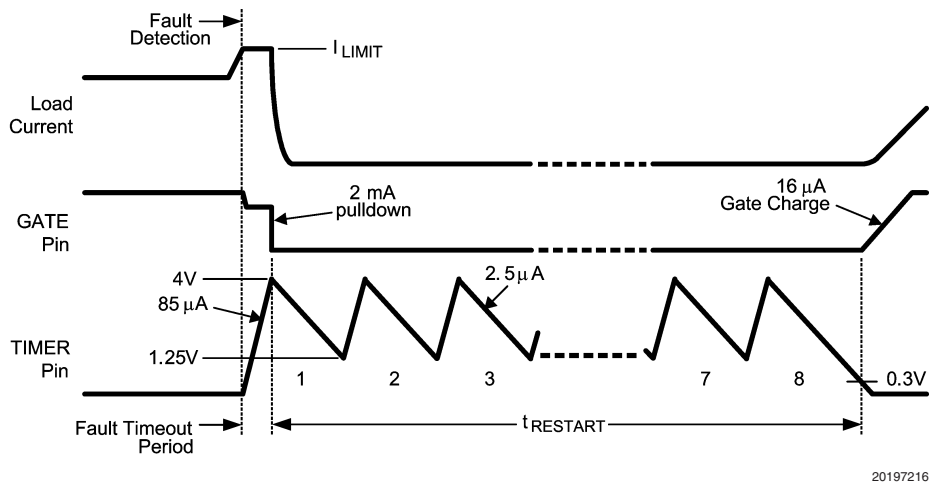 Fault
Detection
I LIMIT
Load
Current
2 mA
pulldown
16 µA
Gate Charge
GATE
Pin
4V
2. 5 µ A
85 µA
TIMER
Pin
1.25V
1
2
3
7
8
0.3V
Fault Timeout
Period
t RESTART
20197216